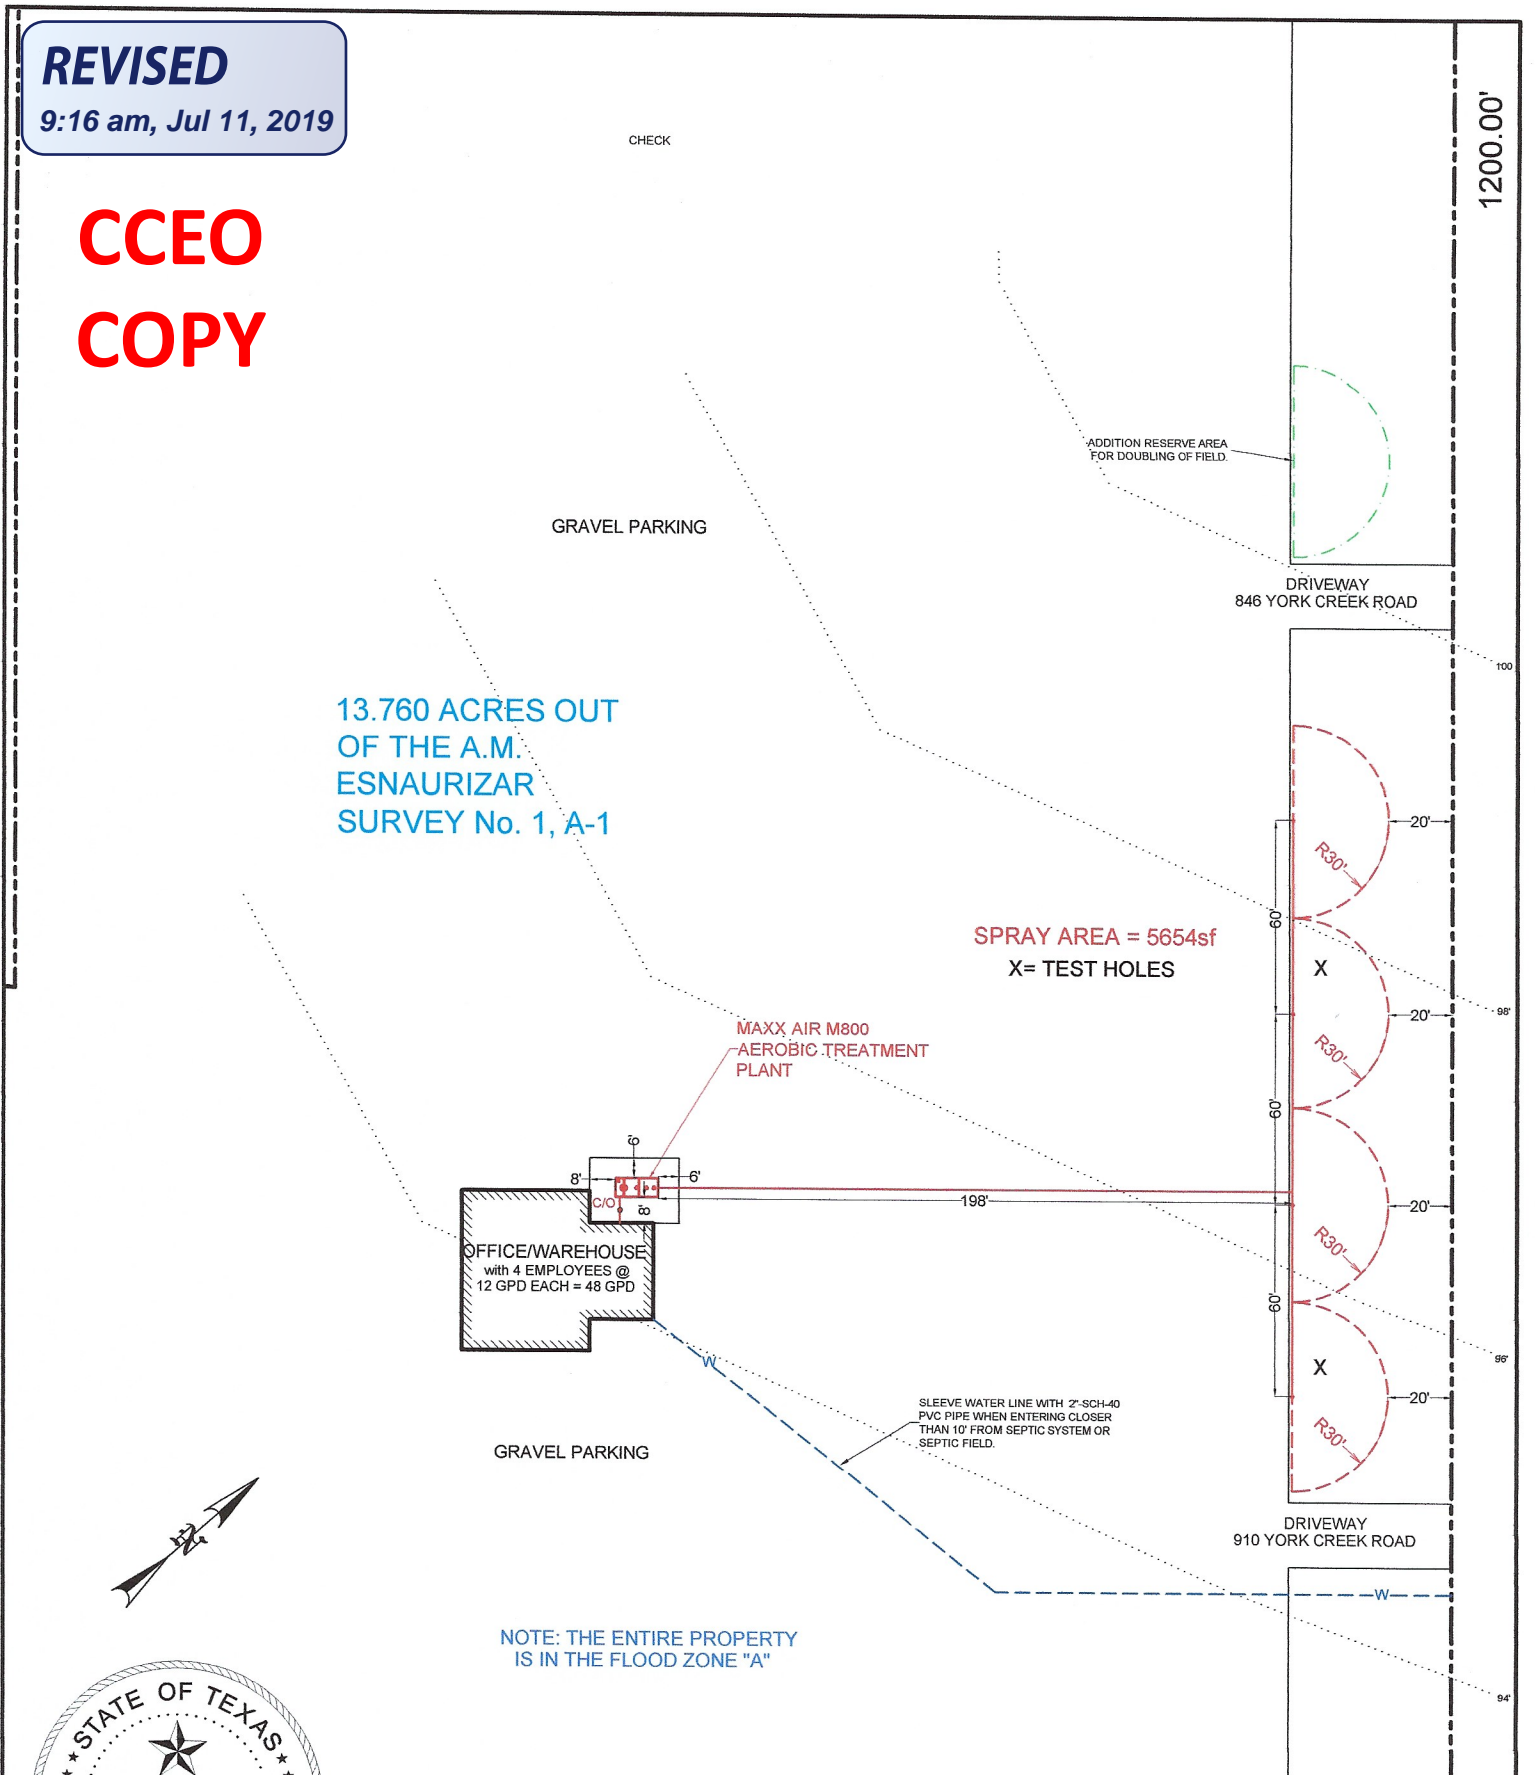 REVISED
9:16 am, Jul 11, 2019
CCEO
COPY
CHECK
1200.00'
ADDITION RESERVE AREA
FOR DOUBLING OF FIELD.
GRAVEL PARKING
DRIVEWAY
846 YORK CREEK ROAD
100
13.760 ACRES OUT
OF THE A.M.
ESNAURIZAR
SURVEY No. 1, A-1
20'
R30'
60'
SPRAY AREA = 5654sf
X= TEST HOLES
X
98'
20'
R30'
MAXX AIR M800
AEROBIC TREATMENT
PLANT
60'
6'
8'
6'
C/O
8'
198'
20'
R30'
OFFICE/WAREHOUSE
with 4 EMPLOYEES @
12 GPD EACH = 48 GPD
60'
96'
W
X
20'
R30'
SLEEVE WATER LINE WITH 2"-SCH-40
PVC PIPE WHEN ENTERING CLOSER
THAN 10' FROM SEPTIC SYSTEM OR
SEPTIC FIELD.
GRAVEL PARKING
DRIVEWAY
910 YORK CREEK ROAD
W
NOTE: THE ENTIRE PROPERTY
IS IN THE FLOOD ZONE "A"
94'
STATE OF TEXAS